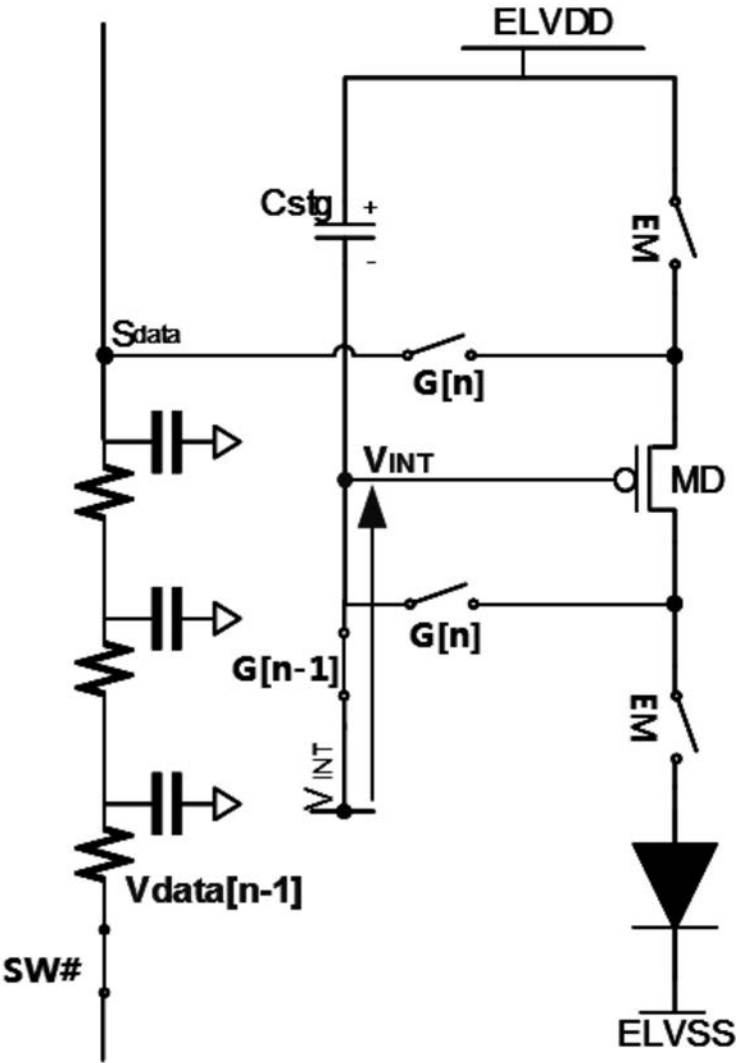 ELVDD
Cstg
+
-
EM
Sdata
G[n]
VINT
MD
G[n]
G[n-1]
EM
VINT
Vdata[n-1]
SW#
ELVSS